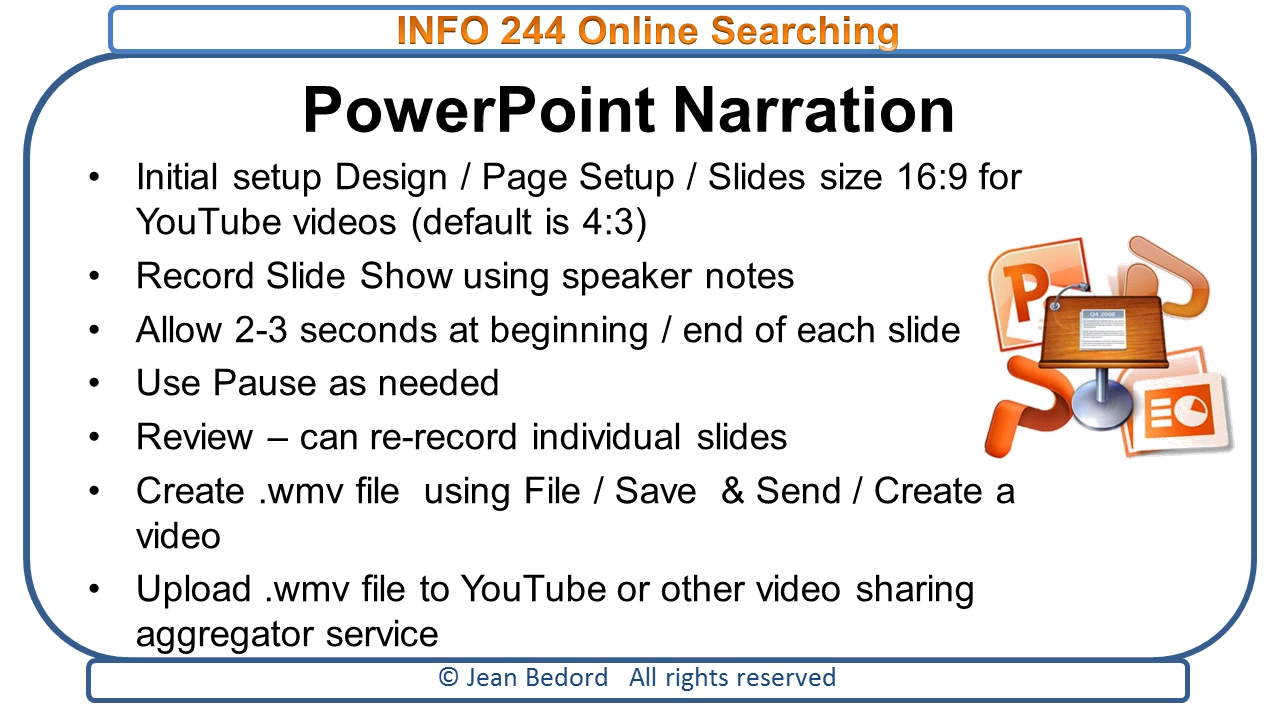 INFO 244 Online Searching
PowerPoint Narration
• Initial setup Design / Page Setup / Slides size 16:9 for
YouTube videos (default is 4:3)
• Record Slide Show using speaker notes
• Allow 2-3 seconds at beginning / end of each slide
• Use Pause as needed
• Review – can re-record individual slides
• Create .wmv file  using File / Save  & Send / Create a
video
• Upload .wmv file to YouTube or other video sharing
aggregator service
P
Q4 2008
© Jean Bedord   All rights reserved